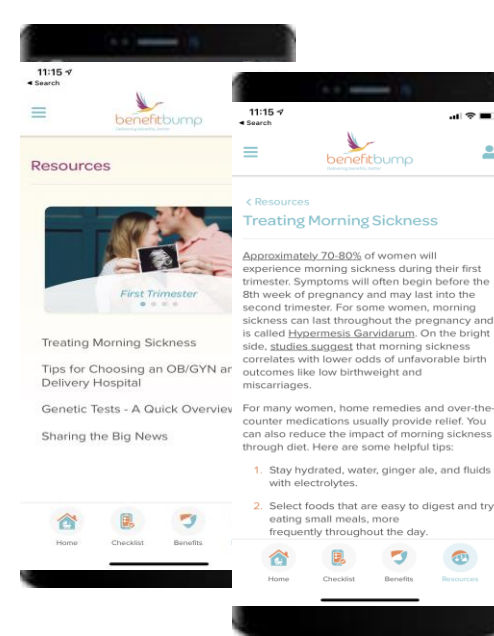 11:15
◄ Search
benefitbump
Resources
First Trimester
Treating Morning Sickness
Tips for Choosing an OB/GYN an
Delivery Hospital
Genetic Tests - A Quick Overview
Sharing the Big News
Home
Checklist
Benefits
11:15
◄ Search
benefitbump
< Resources
Treating Morning Sickness
Approximately 70-80% of women will
experience morning sickness during their first
trimester. Symptoms will often begin before the
8th week of pregnancy and may last into the
second trimester. For some women, morning
sickness can last throughout the pregnancy and
is called Hypermesis Garvidarum. On the bright
side, studies suggest that morning sickness
correlates with lower odds of unfavorable birth
outcomes like low birthweight and
miscarriages.
For many women, home remedies and over-the-
counter medications usually provide relief. You
can also reduce the impact of morning sickness
through diet. Here are some helpful tips:
1. Stay hydrated, water, ginger ale, and fluids
with electrolytes.
2. Select foods that are easy to digest and try
eating small meals, more
frequently throughout the day.
Home
Checklist
Benefits
Resources